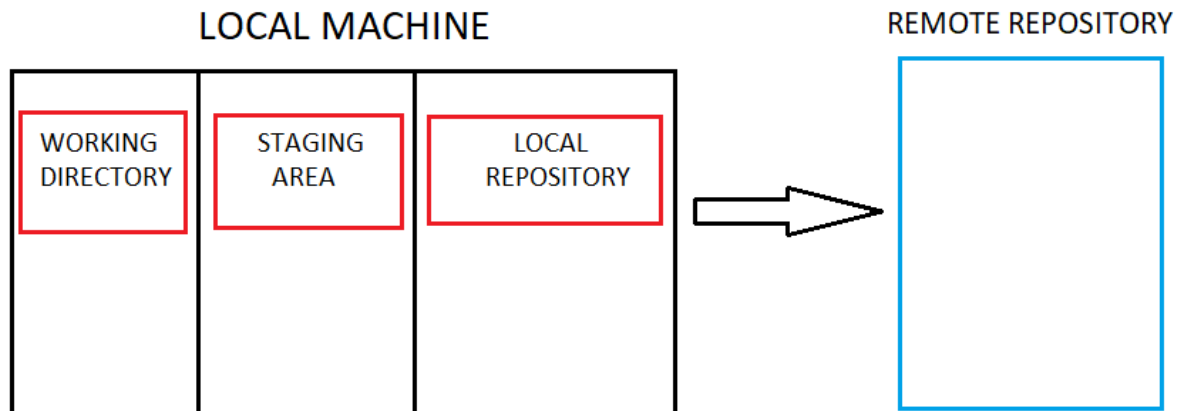 LOCAL MACHINE
REMOTE REPOSITORY
WORKING
DIRECTORY
STAGING
AREA
LOCAL
REPOSITORY